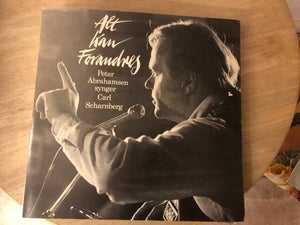 Alt
kan
Forandres
Peter
Abrahamsen
synger
Carl
Scharnberg